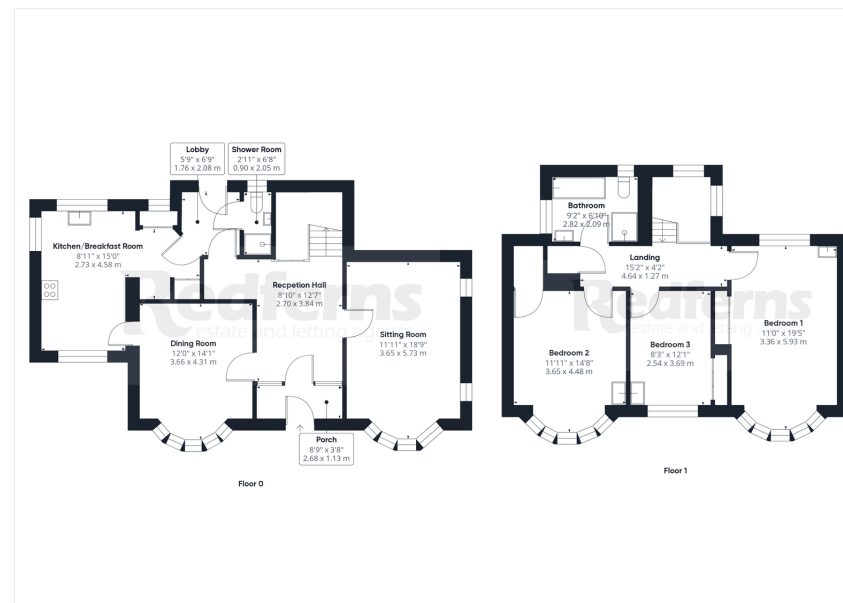 Lobby
5'9" x 6'9"
1.76 x 2.08 m
Shower Room
2'11" x 6'8"
0.90 x 2.05 m
Kitchen/Breakfast Room
8'11" x 15'0"
2.73 x 4.58 m
Recpetion Hall
8'10" x 12'7"
2.70 x 3.84 m
Dining Room
12'0" x 14'1"
3.66 x 4.31 m
Sitting Room
11'11" x 18'9"
3.65 x 5.73 m
Porch
8'9" x 3'8"
2.68 x 1.13 m
Floor 0
Redferns
estate and letting agents
Bathroom
9'2" x 6'10"
2.82 x 2.09 m
Landing
15'2" x 4'2"
4.64 x 1.27 m
Bedroom 1
11'0" x 19'5"
3.36 x 5.93 m
Bedroom 2
11'11" x 14'8"
3.65 x 4.48 m
Bedroom 3
8'3" x 12'1"
2.54 x 3.69 m
Floor 1
Redferns
estate and letting agents